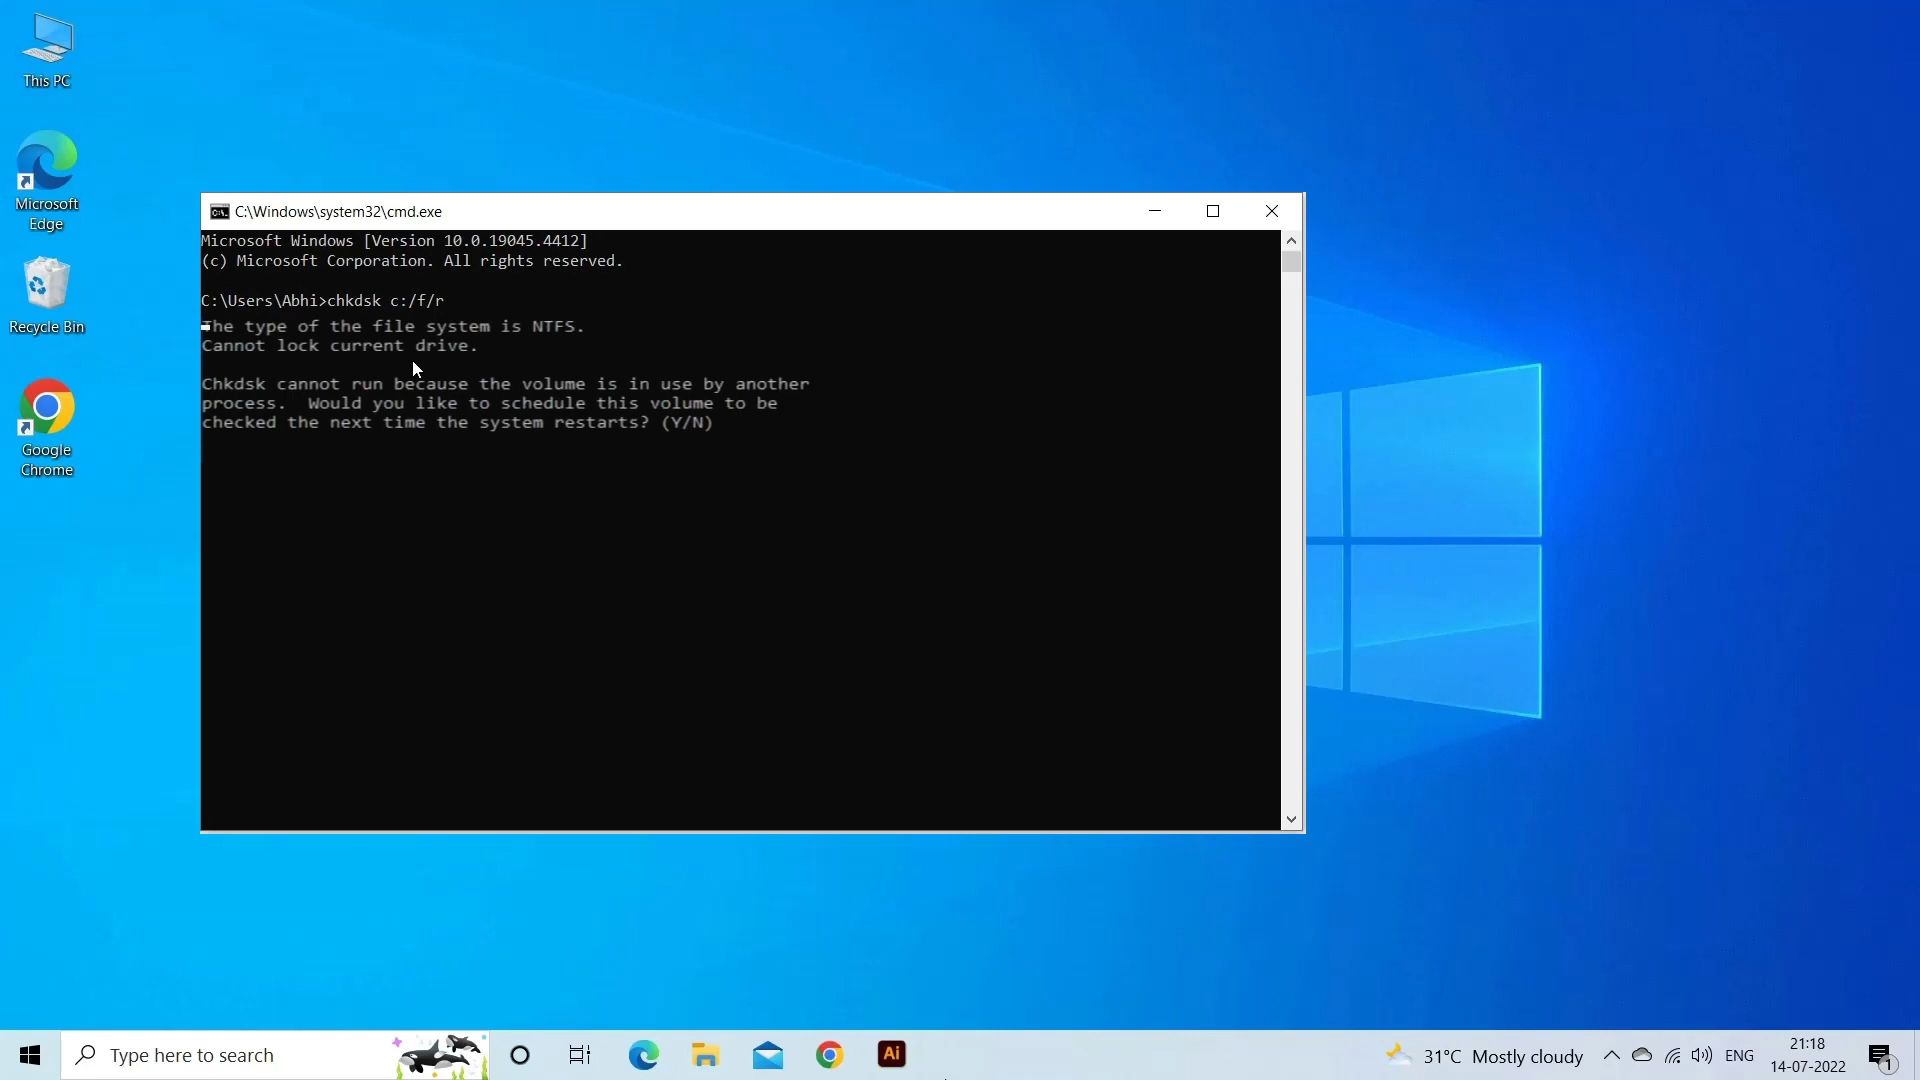 This PC
Microsoft
Edge
Recycle Bin
Google
Chrome
C:\Windows\system32\cmd.exe
Microsoft Windows [Version 10.0.19045.4412]
(c) Microsoft Corporation. All rights reserved.
C:\Users\Abhi>chkdsk c:/f/r
The type of the file system is NTFS.
Cannot lock current drive.
Chkdsk cannot run because the volume is in use by another
process.  Would you like to schedule this volume to be
checked the next time the system restarts? (Y/N)
Type here to search
Ai
31°C Mostly cloudy
ENG
21:18
14-07-2022
1